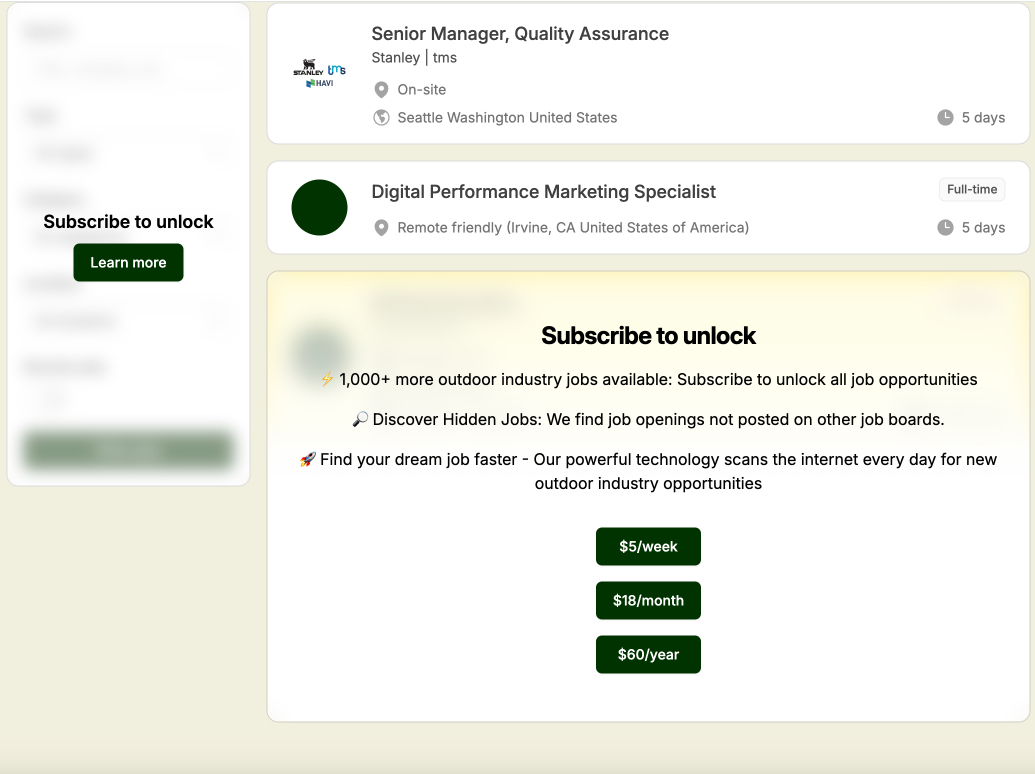 Subscribe to unlock
Learn more
Senior Manager, Quality Assurance
Stanley | tms
STANLEY tms
HAVI
On-site
Seattle Washington United States
5 days
Digital Performance Marketing Specialist
Full-time
Remote friendly (Irvine, CA United States of America)
5 days
Subscribe to unlock
⚡ 1,000+ more outdoor industry jobs available: Subscribe to unlock all job opportunities
🔎 Discover Hidden Jobs: We find job openings not posted on other job boards.
🚀 Find your dream job faster - Our powerful technology scans the internet every day for new
outdoor industry opportunities
$5/week
$18/month
$60/year